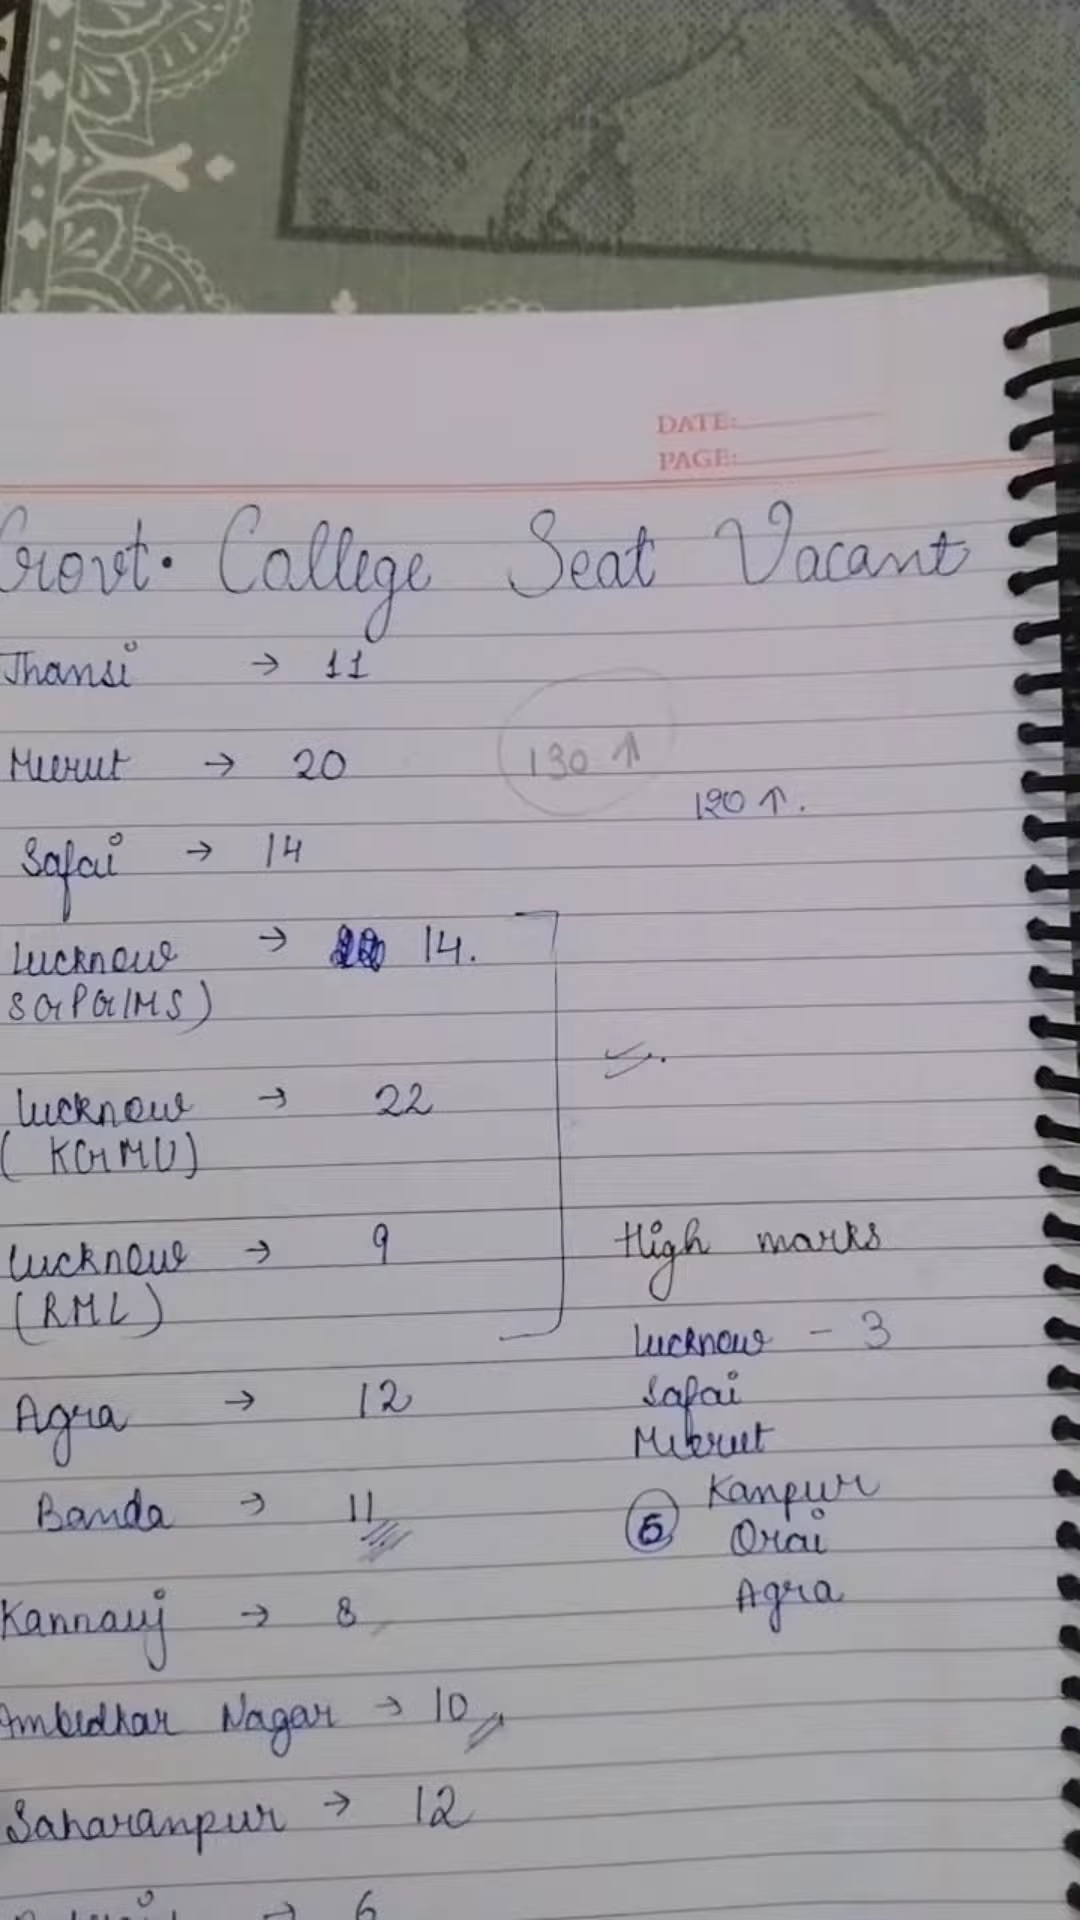 DATE:
PAGE:
Govt. College Seat Vacant
Jhansi → 11
Meerut → 20
130 ↑
120 ↑.
Safai → 14
Lucknow → 14.
SGPGIMS)
Lucknow → 22
(KGMU)
Lucknow → 9
(RML)
High marks
Lucknow - 3
Agra → 12
Safai
Meerut
Banda → 11
Kanpur
5 Orai
Agra
Kannauj → 8
Ambedkar Nagar → 10
Saharanpur → 12
→ 6